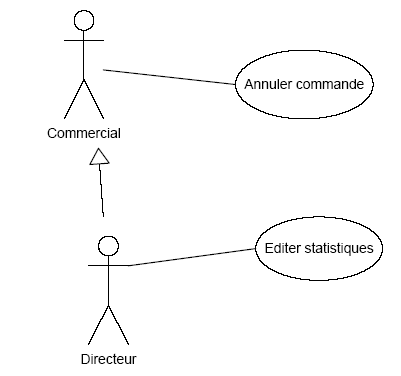 Annuler commande
Commercial
Editer statistiques
Directeur